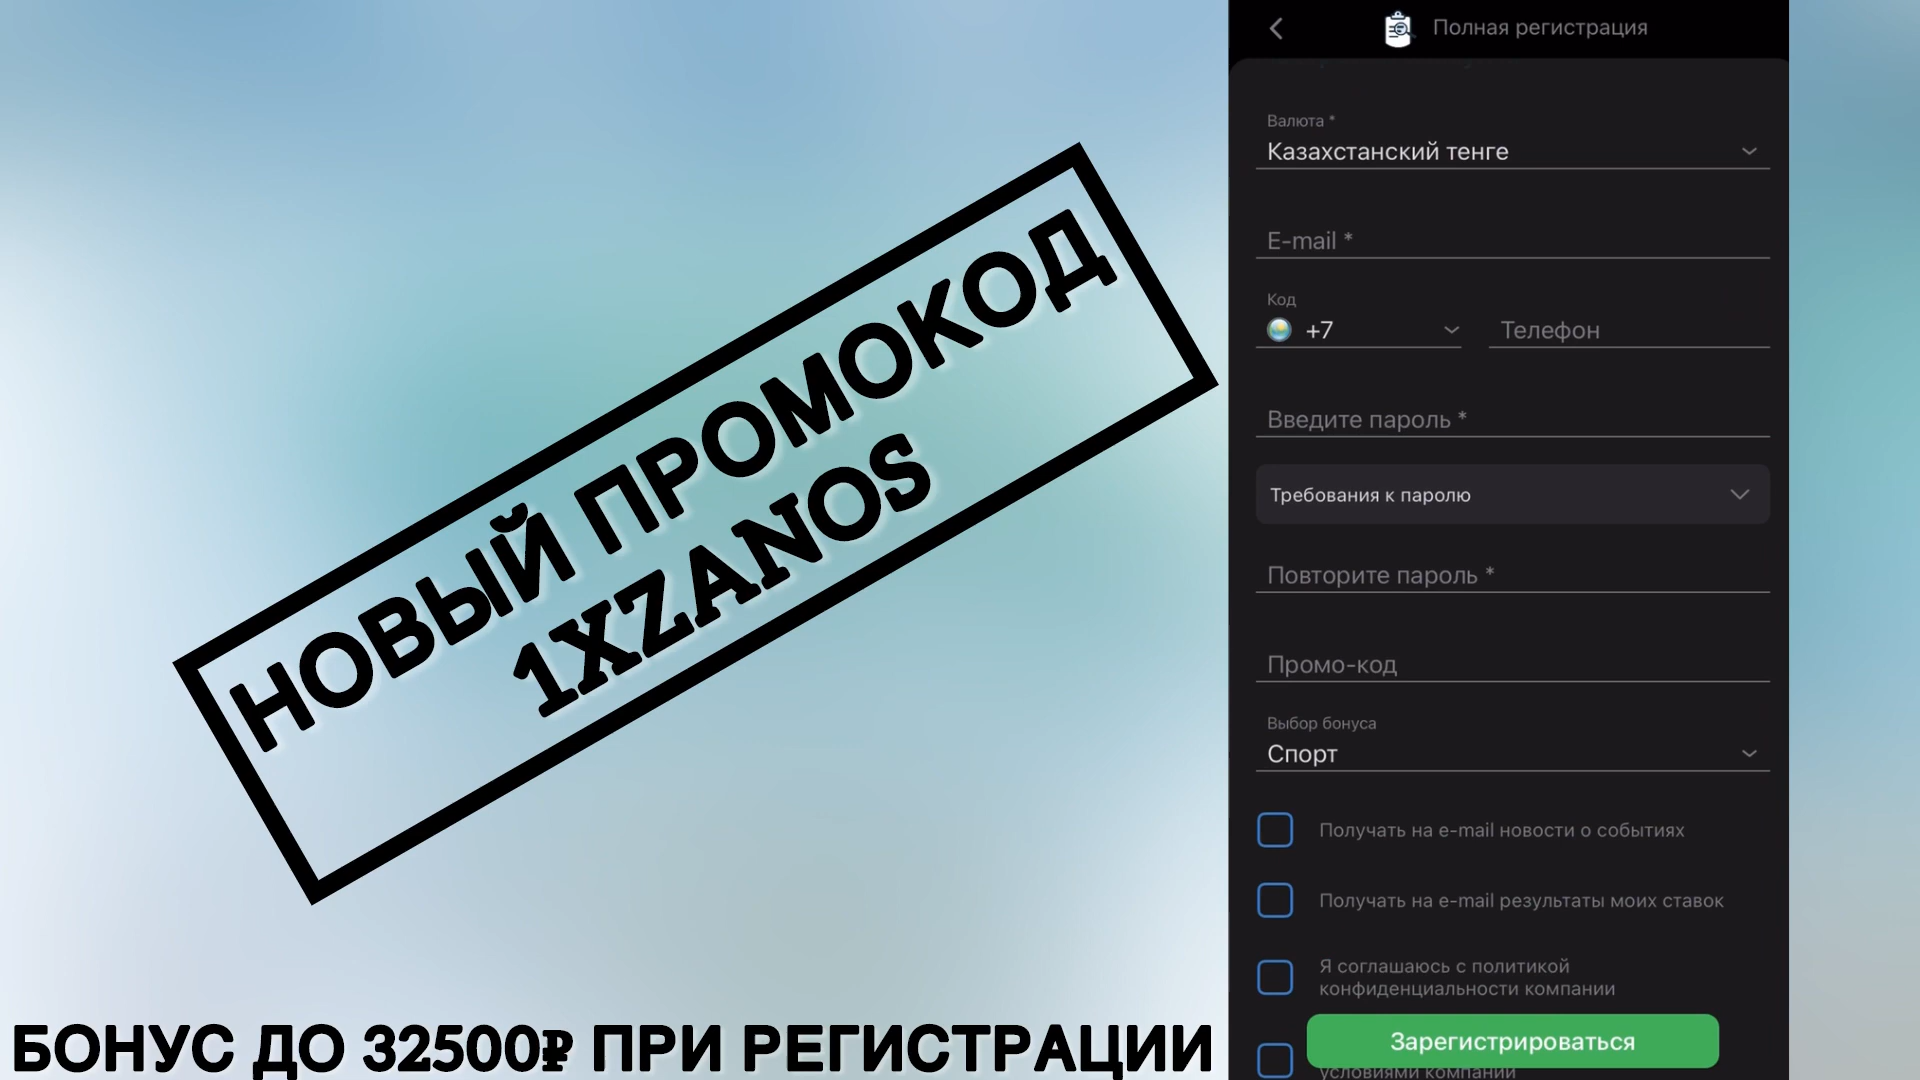 НОВЫЙ ПРОМОКОД
1XZANOS
БОНУС ДО 32500₽ ПРИ РЕГИСТРАЦИИ
Полная регистрация
Валюта *
Казахстанский тенге
E-mail *
Код
+7 Телефон
Введите пароль *
Требования к паролю
Повторите пароль *
Промо-код
Выбор бонуса
Спорт
Получать на e-mail новости о событиях
Получать на e-mail результаты моих ставок
Я соглашаюсь с политикой
конфиденциальности компании
Зарегистрироваться
условиями компании